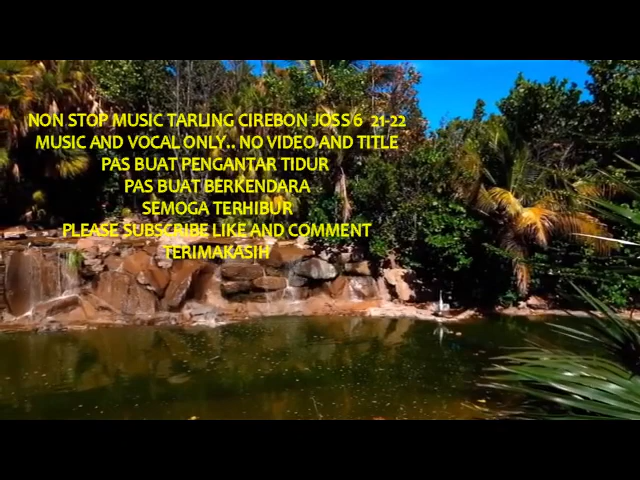 NON STOP MUSIC TARLING CIREBON JOSS 6 21-22
MUSIC AND VOCAL ONLY.. NO VIDEO AND TITLE
PAS BUAT PENGANTAR TIDUR
PAS BUAT BERKENDARA
SEMOGA TERHIBUR
PLEASE SUBSCRIBE LIKE AND COMMENT
TERIMAKASIH